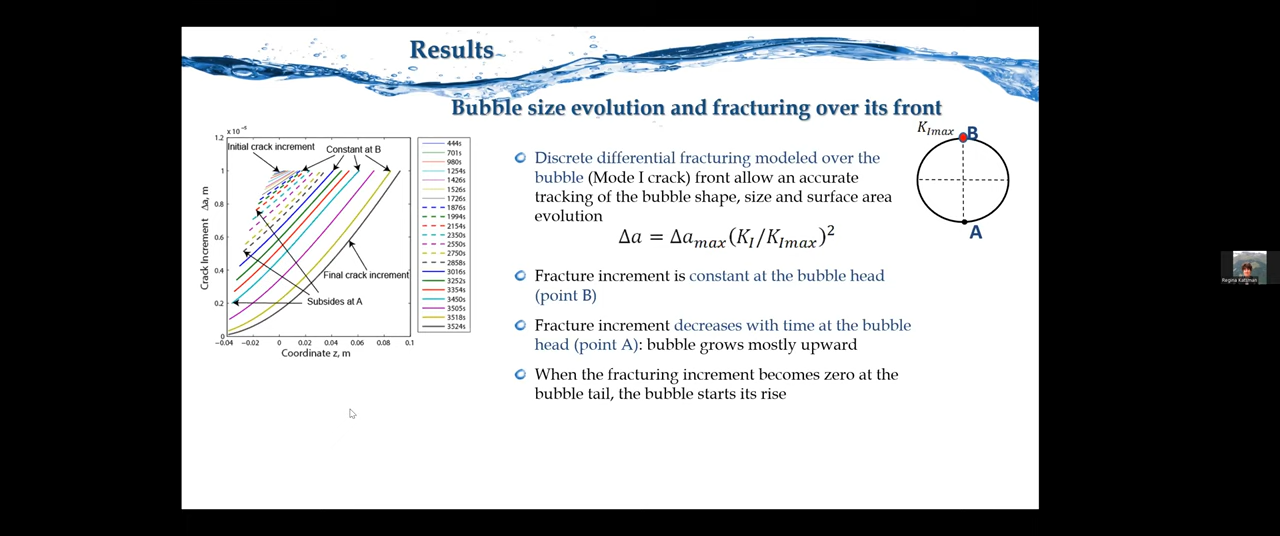 Results
Bubble size evolution and fracturing over its front
x 10⁻⁶
1.2
1
0.8
0.6
0.4
0.2
0
Crack Increment Δa, m
Initial crack increment
Constant at B
Final crack increment
Subsides at A
−0.04 −0.02 0 0.02 0.04 0.06 0.08 0.1
Coordinate z, m
444s
701s
980s
1254s
1426s
1526s
1726s
1876s
1994s
2154s
2350s
2550s
2750s
2858s
3016s
3252s
3354s
3450s
3505s
3518s
3524s
Discrete differential fracturing modeled over the
bubble (Mode I crack) front allow an accurate
tracking of the bubble shape, size and surface area
evolution
Δa = Δa_max(K_I/K_Imax)²
Fracture increment is constant at the bubble head
(point B)
Fracture increment decreases with time at the bubble
head (point A): bubble grows mostly upward
When the fracturing increment becomes zero at the
bubble tail, the bubble starts its rise
K_Imax B
A
Regina Katsman